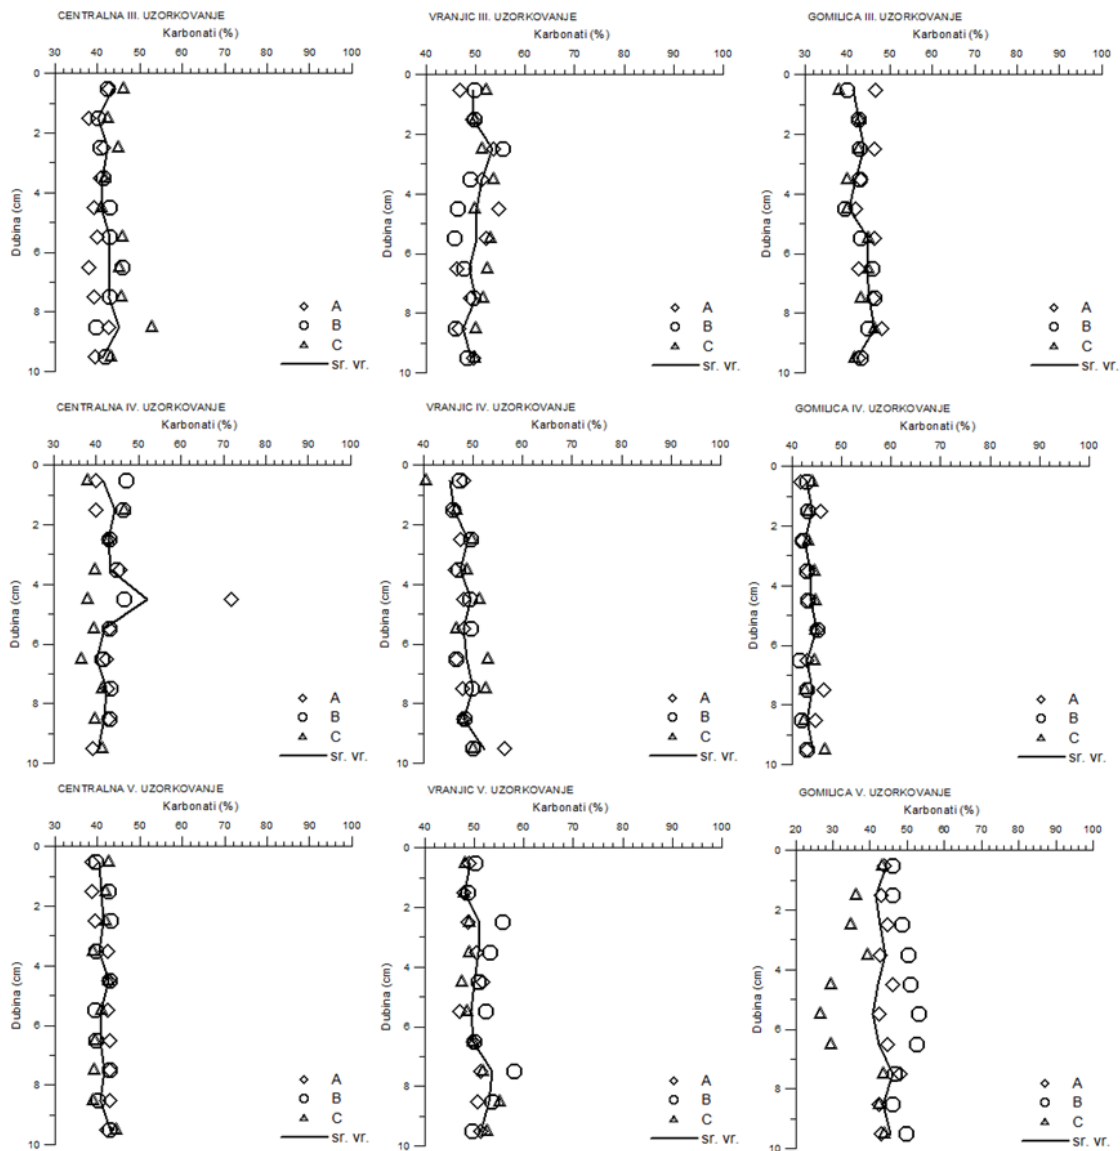 CENTRALNA III. UZORKOVANJE
Karbonati (%)
30 40 50 60 70 80 90 100
0
2
4
6
8
10
Dubina (cm)
A
B
C
sr. vr.
VRANJIC III. UZORKOVANJE
Karbonati (%)
40 50 60 70 80 90 100
0
2
4
6
8
10
Dubina (cm)
A
B
C
sr. vr.
GOMILICA III. UZORKOVANJE
Karbonati (%)
30 40 50 60 70 80 90 100
0
2
4
6
8
10
Dubina (cm)
A
B
C
sr. vr.
CENTRALNA IV. UZORKOVANJE
Karbonati (%)
30 40 50 60 70 80 90 100
0
2
4
6
8
10
Dubina (cm)
A
B
C
sr. vr.
VRANJIC IV. UZORKOVANJE
Karbonati (%)
40 50 60 70 80 90 100
0
2
4
6
8
10
Dubina (cm)
A
B
C
sr. vr.
GOMILICA IV. UZORKOVANJE
Karbonati (%)
40 50 60 70 80 90 100
0
2
4
6
8
10
Dubina (cm)
A
B
C
sr. vr.
CENTRALNA V. UZORKOVANJE
Karbonati (%)
30 40 50 60 70 80 90 100
0
2
4
6
8
10
Dubina (cm)
A
B
C
sr. vr.
VRANJIC V. UZORKOVANJE
Karbonati (%)
40 50 60 70 80 90 100
0
2
4
6
8
10
Dubina (cm)
A
B
C
sr. vr.
GOMILICA V. UZORKOVANJE
Karbonati (%)
20 30 40 50 60 70 80 90 100
0
2
4
6
8
10
Dubina (cm)
A
B
C
sr. vr.